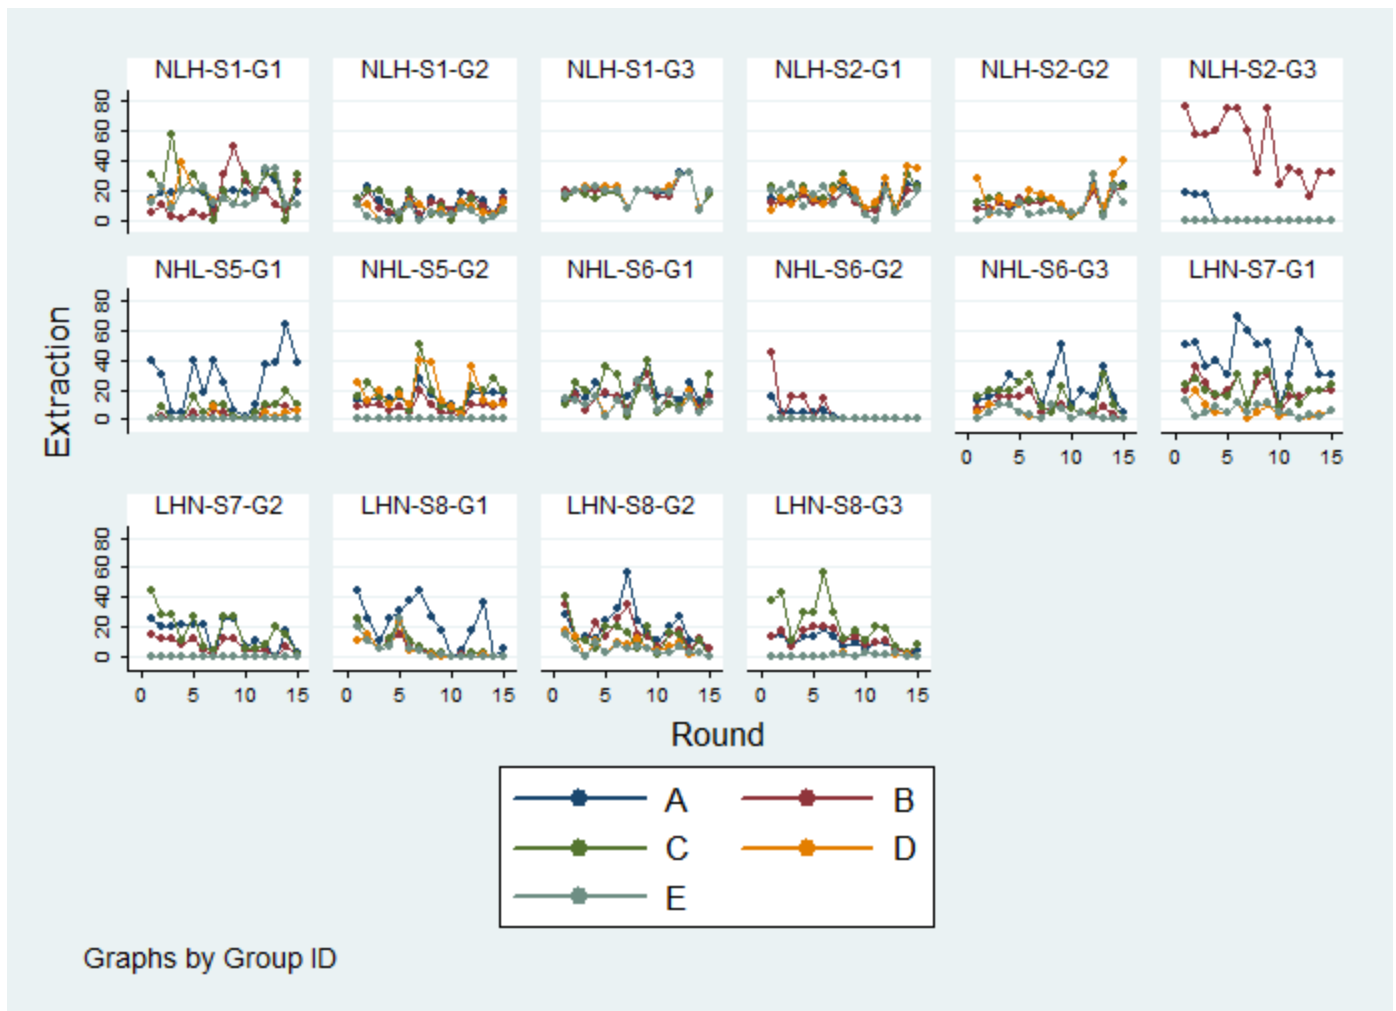 NLH-S1-G1 NLH-S1-G2 NLH-S1-G3 NLH-S2-G1 NLH-S2-G2 NLH-S2-G3
80
60
40
20
0
NHL-S5-G1 NHL-S5-G2 NHL-S6-G1 NHL-S6-G2 NHL-S6-G3 LHN-S7-G1
80
60
40
20
0
Extraction
0 5 10 15 0 5 10 15
LHN-S7-G2 LHN-S8-G1 LHN-S8-G2 LHN-S8-G3
80
60
40
20
0
0 5 10 15 0 5 10 15 0 5 10 15 0 5 10 15
Round
A B
C D
E
Graphs by Group ID